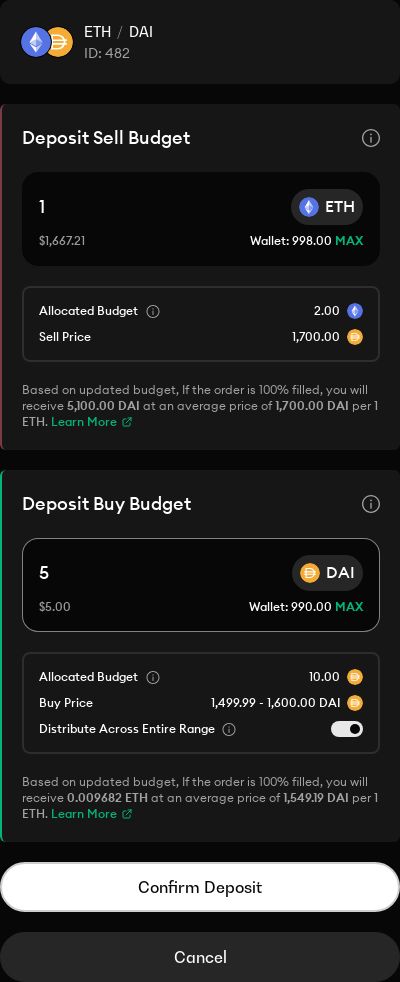 ETH / DAI
ID: 482
Deposit Sell Budget
1
ETH
$1,667.21
Wallet: 998.00 MAX
Allocated Budget
2.00
Sell Price
1,700.00
Based on updated budget, If the order is 100% filled, you will
receive 5,100.00 DAI at an average price of 1,700.00 DAI per 1
ETH. Learn More
Deposit Buy Budget
5
DAI
$5.00
Wallet: 990.00 MAX
Allocated Budget
10.00
Buy Price
1,499.99 - 1,600.00 DAI
Distribute Across Entire Range
Based on updated budget, If the order is 100% filled, you will
receive 0.009682 ETH at an average price of 1,549.19 DAI per 1
ETH. Learn More
Confirm Deposit
Cancel